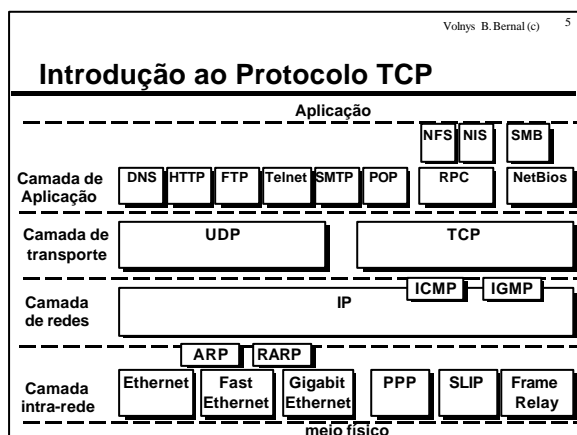 Volnys B. Bernal (c) 5
Introdução ao Protocolo TCP
Aplicação
NFS NIS SMB
Camada de Aplicação
DNS HTTP FTP Telnet SMTP POP RPC NetBios
Camada de transporte
UDP TCP
ICMP IGMP
Camada de redes
IP
ARP RARP
Camada intra-rede
Ethernet
Fast Ethernet
Gigabit Ethernet
PPP
SLIP
Frame Relay
meio físico